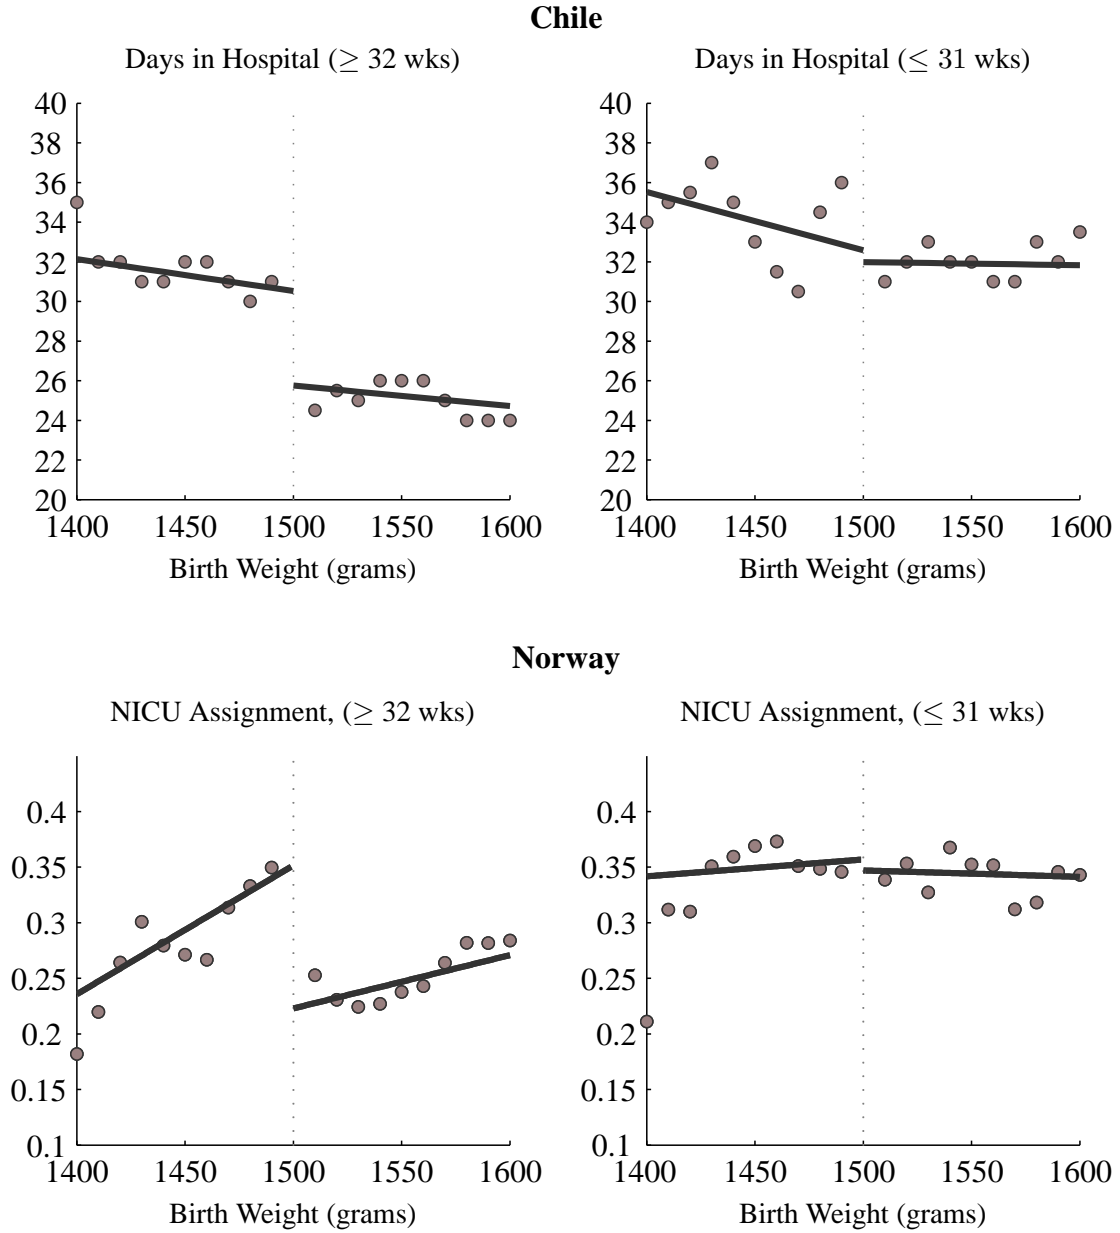 Chile
Days in Hospital (≥ 32 wks)
40
38
36
34
32
30
28
26
24
22
20
1400 1450 1500 1550 1600
Birth Weight (grams)
Days in Hospital (≤ 31 wks)
40
38
36
34
32
30
28
26
24
22
20
1400 1450 1500 1550 1600
Birth Weight (grams)
Norway
NICU Assignment, (≥ 32 wks)
0.4
0.35
0.3
0.25
0.2
0.15
0.1
1400 1450 1500 1550 1600
Birth Weight (grams)
NICU Assignment, (≤ 31 wks)
0.4
0.35
0.3
0.25
0.2
0.15
0.1
1400 1450 1500 1550 1600
Birth Weight (grams)